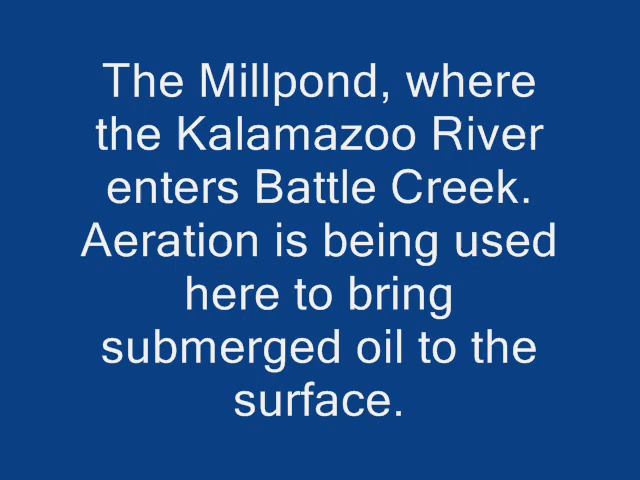 The Millpond, where
the Kalamazoo River
enters Battle Creek.
Aeration is being used
here to bring
submerged oil to the
surface.